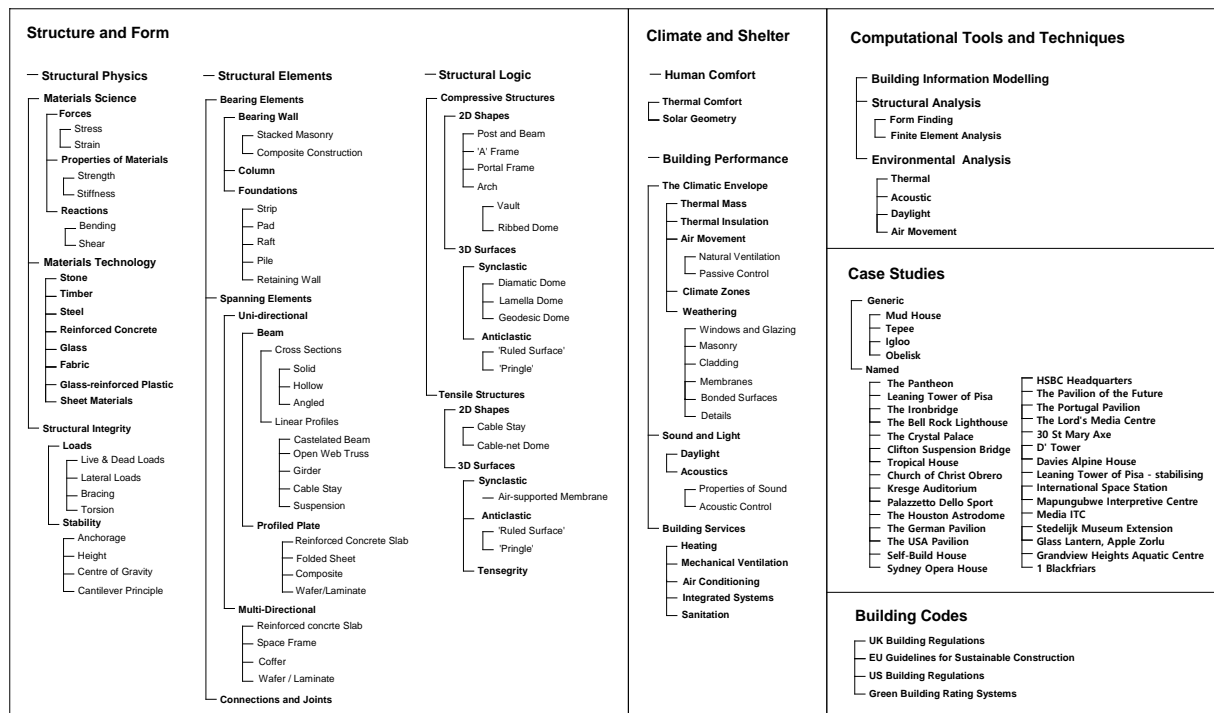 Structure and Form
Structural Physics
Materials Science
Forces
Stress
Strain
Properties of Materials
Strength
Stiffness
Reactions
Bending
Shear
Materials Technology
Stone
Timber
Steel
Reinforced Concrete
Glass
Fabric
Glass-reinforced Plastic
Sheet Materials
Structural Integrity
Loads
Live & Dead Loads
Lateral Loads
Bracing
Torsion
Stability
Anchorage
Height
Centre of Gravity
Cantilever Principle
Structural Elements
Bearing Elements
Bearing Wall
Stacked Masonry
Composite Construction
Column
Foundations
Strip
Pad
Raft
Pile
Retaining Wall
Spanning Elements
Uni-directional
Beam
Cross Sections
Solid
Hollow
Angled
Linear Profiles
Castelated Beam
Open Web Truss
Girder
Cable Stay
Suspension
Profiled Plate
Reinforced Concrete Slab
Folded Sheet
Composite
Wafer/Laminate
Multi-Directional
Reinforced concrte Slab
Space Frame
Coffer
Wafer / Laminate
Connections and Joints
Structural Logic
Compressive Structures
2D Shapes
Post and Beam
'A' Frame
Portal Frame
Arch
Vault
Ribbed Dome
3D Surfaces
Synclastic
Diamatic Dome
Lamella Dome
Geodesic Dome
Anticlastic
'Ruled Surface'
'Pringle'
Tensile Structures
2D Shapes
Cable Stay
Cable-net Dome
3D Surfaces
Synclastic
Air-supported Membrane
Anticlastic
'Ruled Surface'
'Pringle'
Tensegrity
Climate and Shelter
Human Comfort
Thermal Comfort
Solar Geometry
Building Performance
The Climatic Envelope
Thermal Mass
Thermal Insulation
Air Movement
Natural Ventilation
Passive Control
Climate Zones
Weathering
Windows and Glazing
Masonry
Cladding
Membranes
Bonded Surfaces
Details
Sound and Light
Daylight
Acoustics
Properties of Sound
Acoustic Control
Building Services
Heating
Mechanical Ventilation
Air Conditioning
Integrated Systems
Sanitation
Computational Tools and Techniques
Building Information Modelling
Structural Analysis
Form Finding
Finite Element Analysis
Environmental Analysis
Thermal
Acoustic
Daylight
Air Movement
Case Studies
Generic
Mud House
Tepee
Igloo
Obelisk
Named
The Pantheon
Leaning Tower of Pisa
The Ironbridge
The Bell Rock Lighthouse
The Crystal Palace
Clifton Suspension Bridge
Tropical House
Church of Christ Obrero
Kresge Auditorium
Palazzetto Dello Sport
The Houston Astrodome
The German Pavilion
The USA Pavilion
Self-Build House
Sydney Opera House
HSBC Headquarters
The Pavilion of the Future
The Portugal Pavilion
The Lord's Media Centre
30 St Mary Axe
D' Tower
Davies Alpine House
Leaning Tower of Pisa - stabilising
International Space Station
Mapungubwe Interpretive Centre
Media ITC
Stedelijk Museum Extension
Glass Lantern, Apple Zorlu
Grandview Heights Aquatic Centre
1 Blackfriars
Building Codes
UK Building Regulations
EU Guidelines for Sustainable Construction
US Building Regulations
Green Building Rating Systems